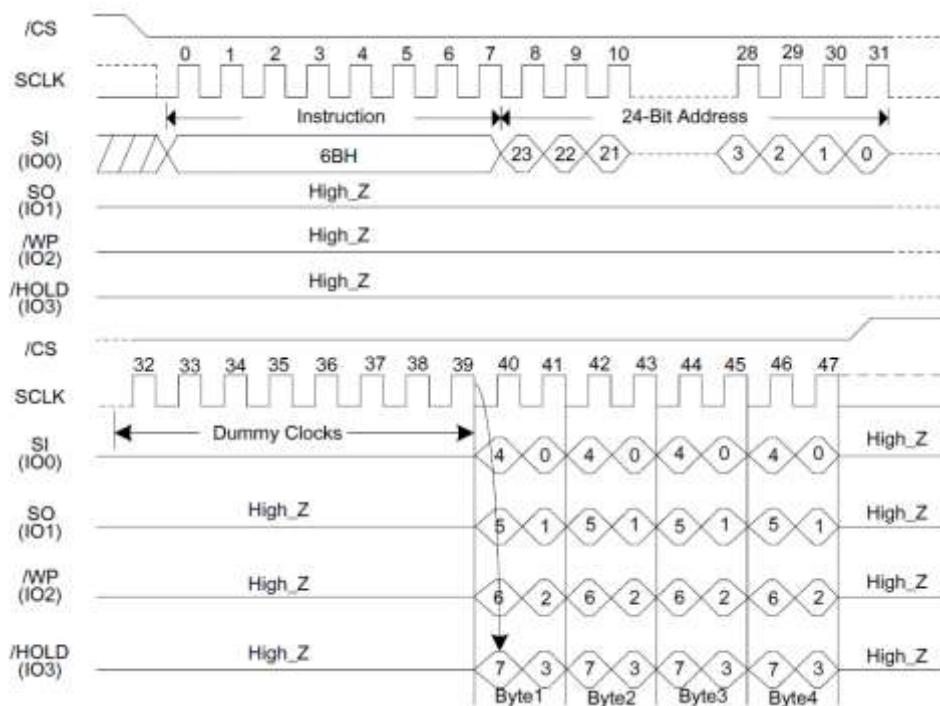 /CS
0 1 2 3 4 5 6 7 8 9 10 28 29 30 31
SCLK
Instruction 24-Bit Address
SI
(IO0)
6BH 23 22 21 3 2 1 0
SO
(IO1)
High_Z
/WP
(IO2)
High_Z
/HOLD
(IO3)
High_Z
/CS
32 33 34 35 36 37 38 39 40 41 42 43 44 45 46 47
SCLK
Dummy Clocks
SI
(IO0)
4 0 4 0 4 0 4 0 High_Z
SO
(IO1)
High_Z 5 1 5 1 5 1 5 1 High_Z
/WP
(IO2)
High_Z 6 2 6 2 6 2 6 2 High_Z
/HOLD
(IO3)
High_Z 7 3 7 3 7 3 7 3 High_Z
Byte1 Byte2 Byte3 Byte4